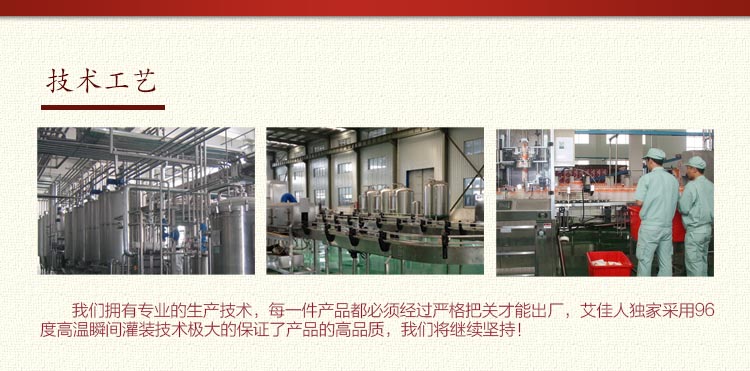 技术工艺
我们拥有专业的生产技术，每一件产品都必须经过严格把关才能出厂，艾佳人独家采用96
度高温瞬间灌装技术极大的保证了产品的高品质，我们将继续坚持！